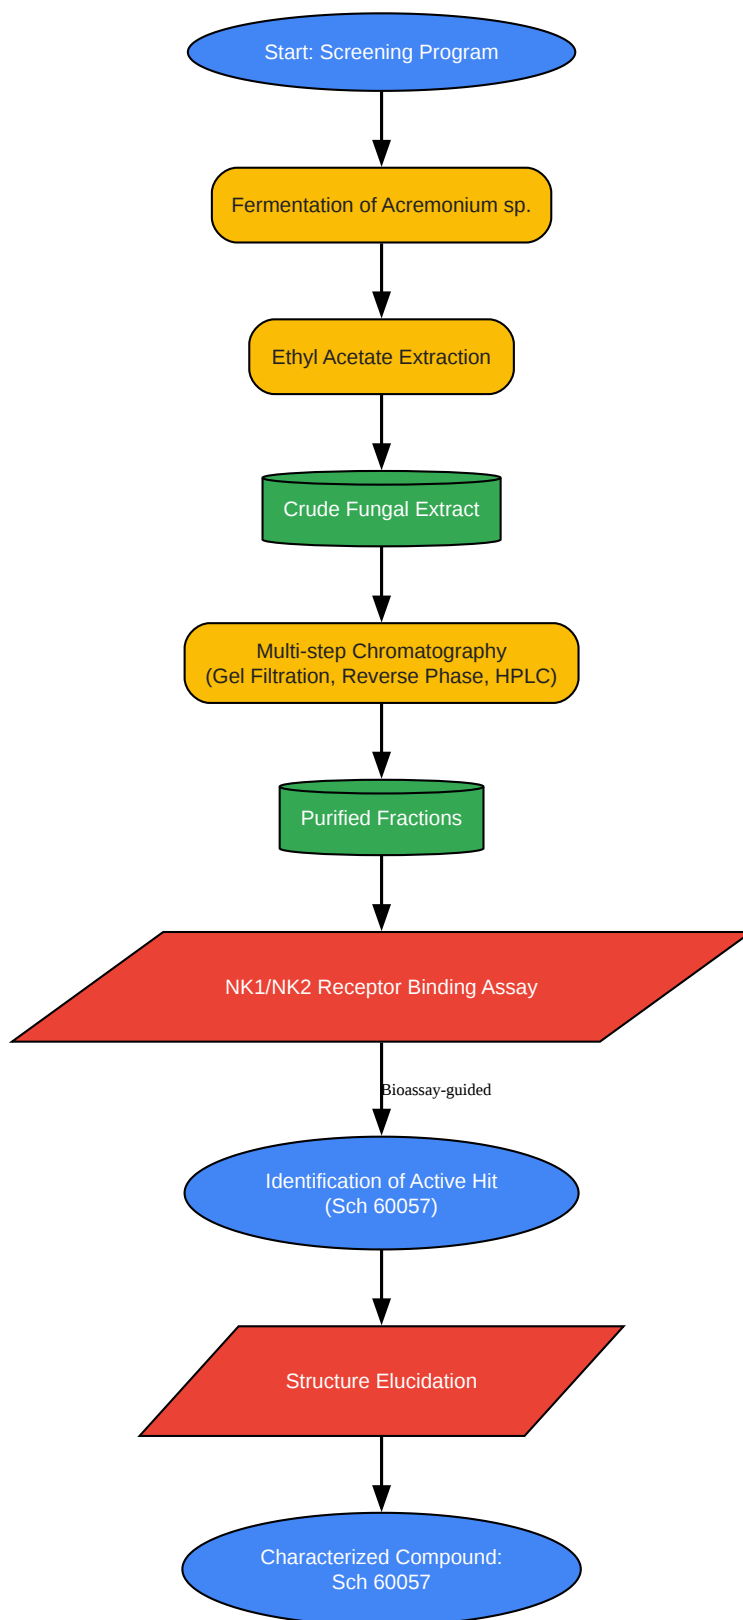 Start: Screening Program
Fermentation of Acremonium sp.
Ethyl Acetate Extraction
Crude Fungal Extract
Multi-step Chromatography
(Gel Filtration, Reverse Phase, HPLC)
Purified Fractions
NK1/NK2 Receptor Binding Assay
Bioassay-guided
Identification of Active Hit
(Sch 60057)
Structure Elucidation
Characterized Compound:
Sch 60057